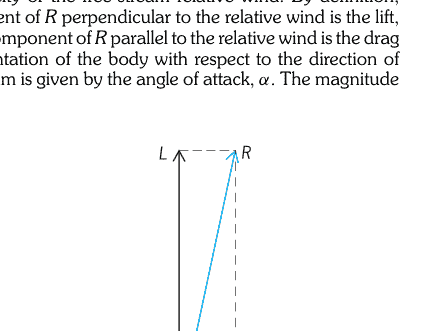 of the free-stream relative wind. By definition,
ent of R perpendicular to the relative wind is the lift,
omponent of R parallel to the relative wind is the drag
ntation of the body with respect to the direction of
m is given by the angle of attack, α. The magnitude
L
R